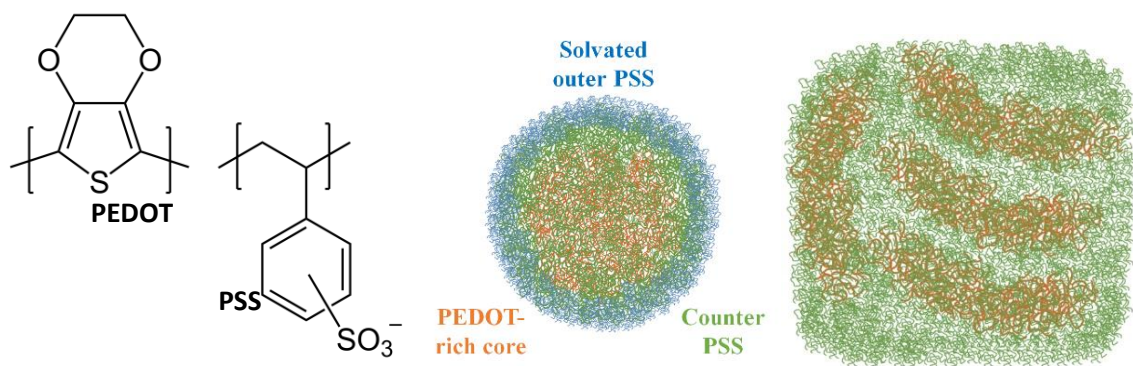 O O
S
PEDOT
PSS
SO₃⁻
Solvated
outer PSS
PEDOT-
rich core
Counter
PSS